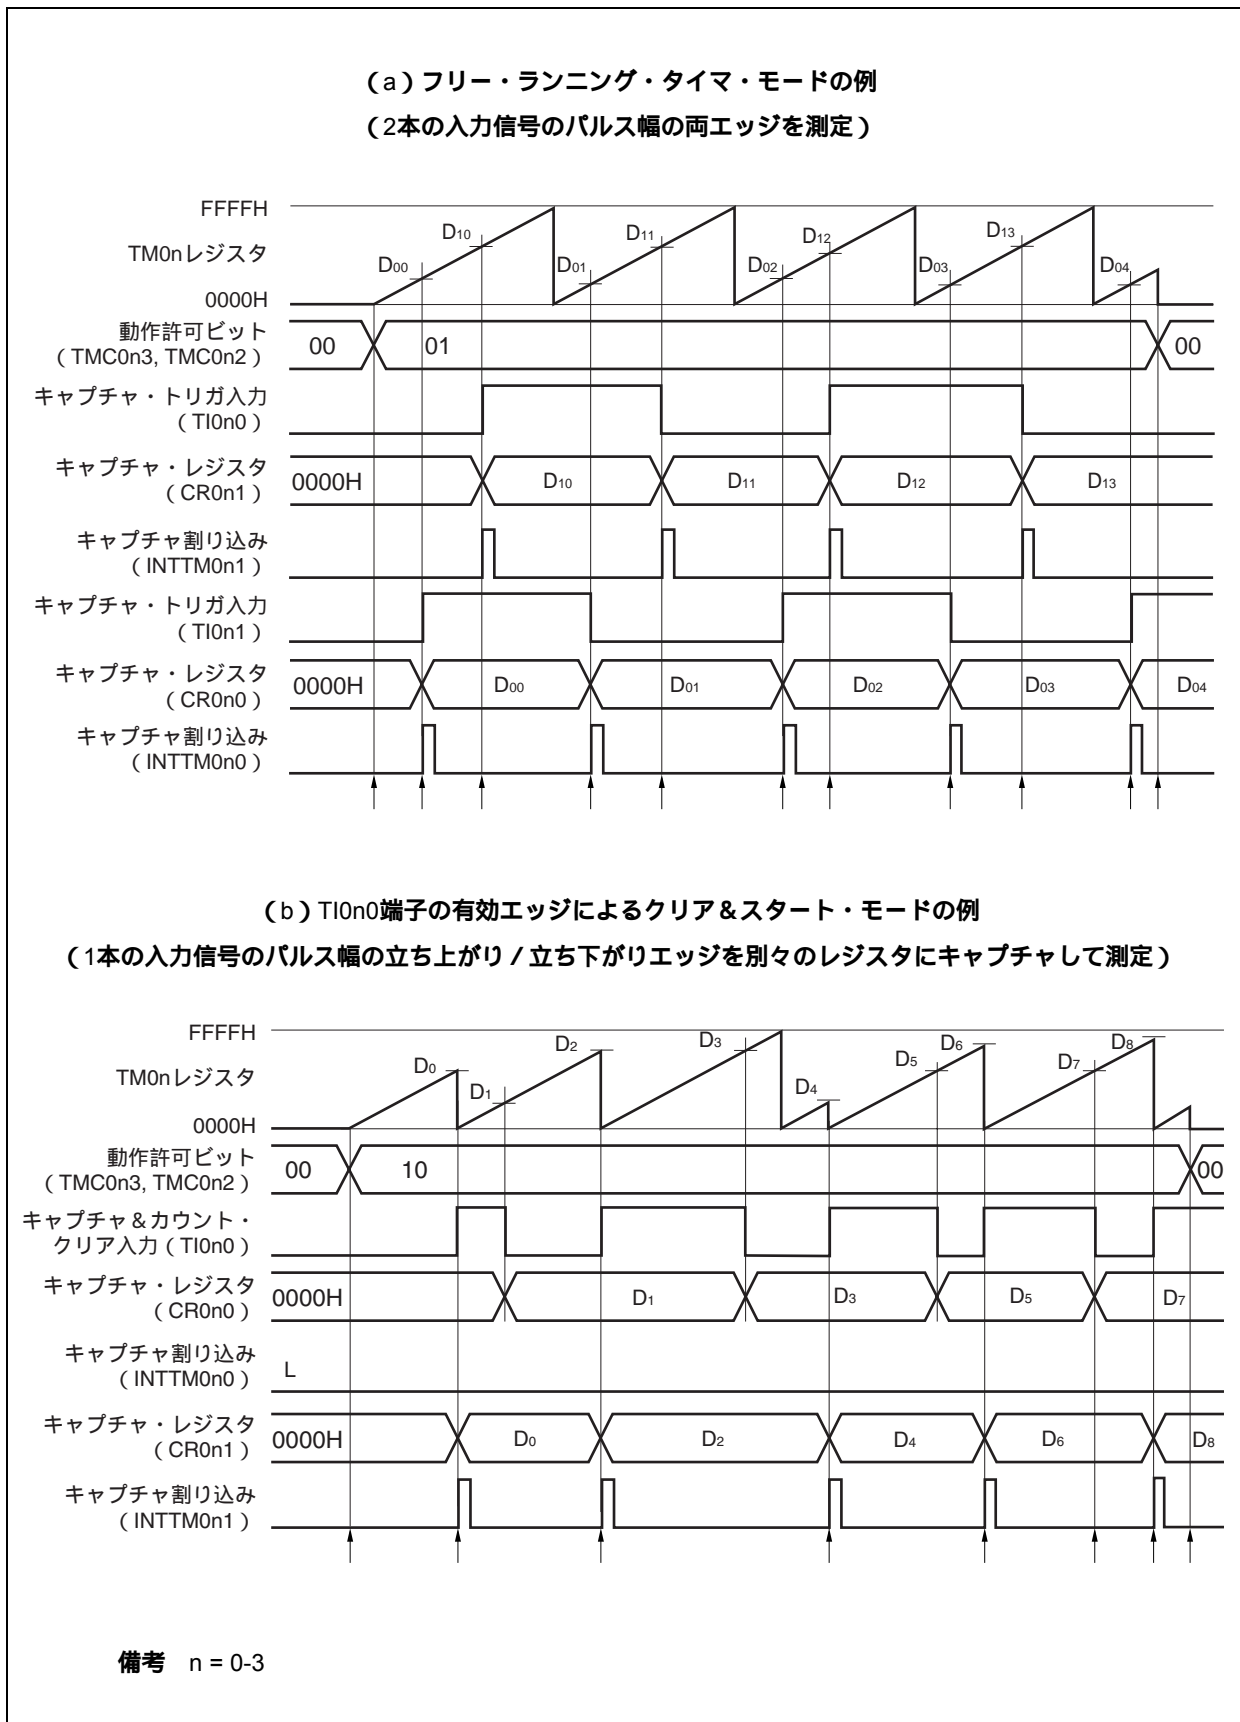 （a）フリー・ランニング・タイマ・モードの例
（2本の入力信号のパルス幅の両エッジを測定）
FFFFH
TM0nレジスタ
0000H
D10
D11
D12
D13
D00
D01
D02
D03
D04
動作許可ビット
（TMC0n3, TMC0n2）
00
01
00
キャプチャ・トリガ入力
（TI0n0）
キャプチャ・レジスタ
（CR0n1）
0000H
D10
D11
D12
D13
キャプチャ割り込み
（INTTM0n1）
キャプチャ・トリガ入力
（TI0n1）
キャプチャ・レジスタ
（CR0n0）
0000H
D00
D01
D02
D03
D04
キャプチャ割り込み
（INTTM0n0）
（b）TI0n0端子の有効エッジによるクリア＆スタート・モードの例
（1本の入力信号のパルス幅の立ち上がり／立ち下がりエッジを別々のレジスタにキャプチャして測定）
FFFFH
TM0nレジスタ
0000H
D0
D1
D2
D3
D4
D5
D6
D7
D8
動作許可ビット
（TMC0n3, TMC0n2）
00
10
00
キャプチャ＆カウント・
クリア入力（TI0n0）
キャプチャ・レジスタ
（CR0n0）
0000H
D1
D3
D5
D7
キャプチャ割り込み
（INTTM0n0）
L
キャプチャ・レジスタ
（CR0n1）
0000H
D0
D2
D4
D6
D8
キャプチャ割り込み
（INTTM0n1）
備考 n = 0-3